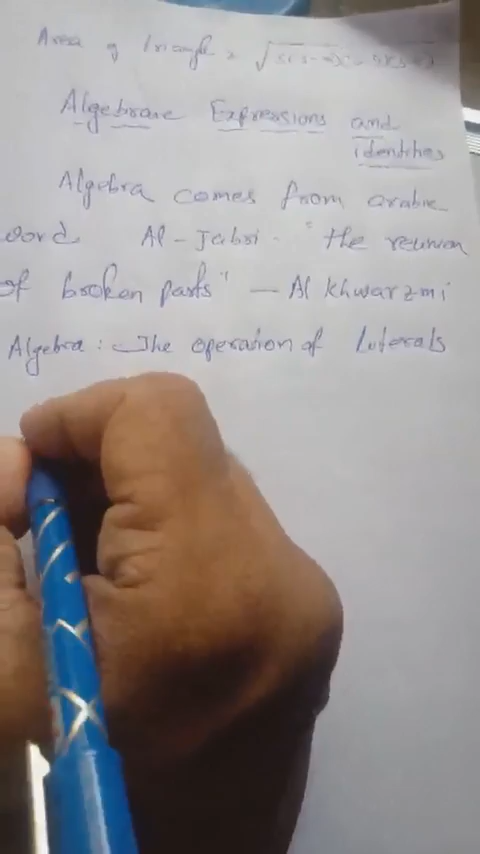 Area of triangle = √s(s-a)(s-b)(s-c)
Algebraic Expressions and
identities
Algebra comes from arabic
word Al-Jabri. "the reunion
of broken parts" — Al khwarzmi
Algebra: The operation of Literals